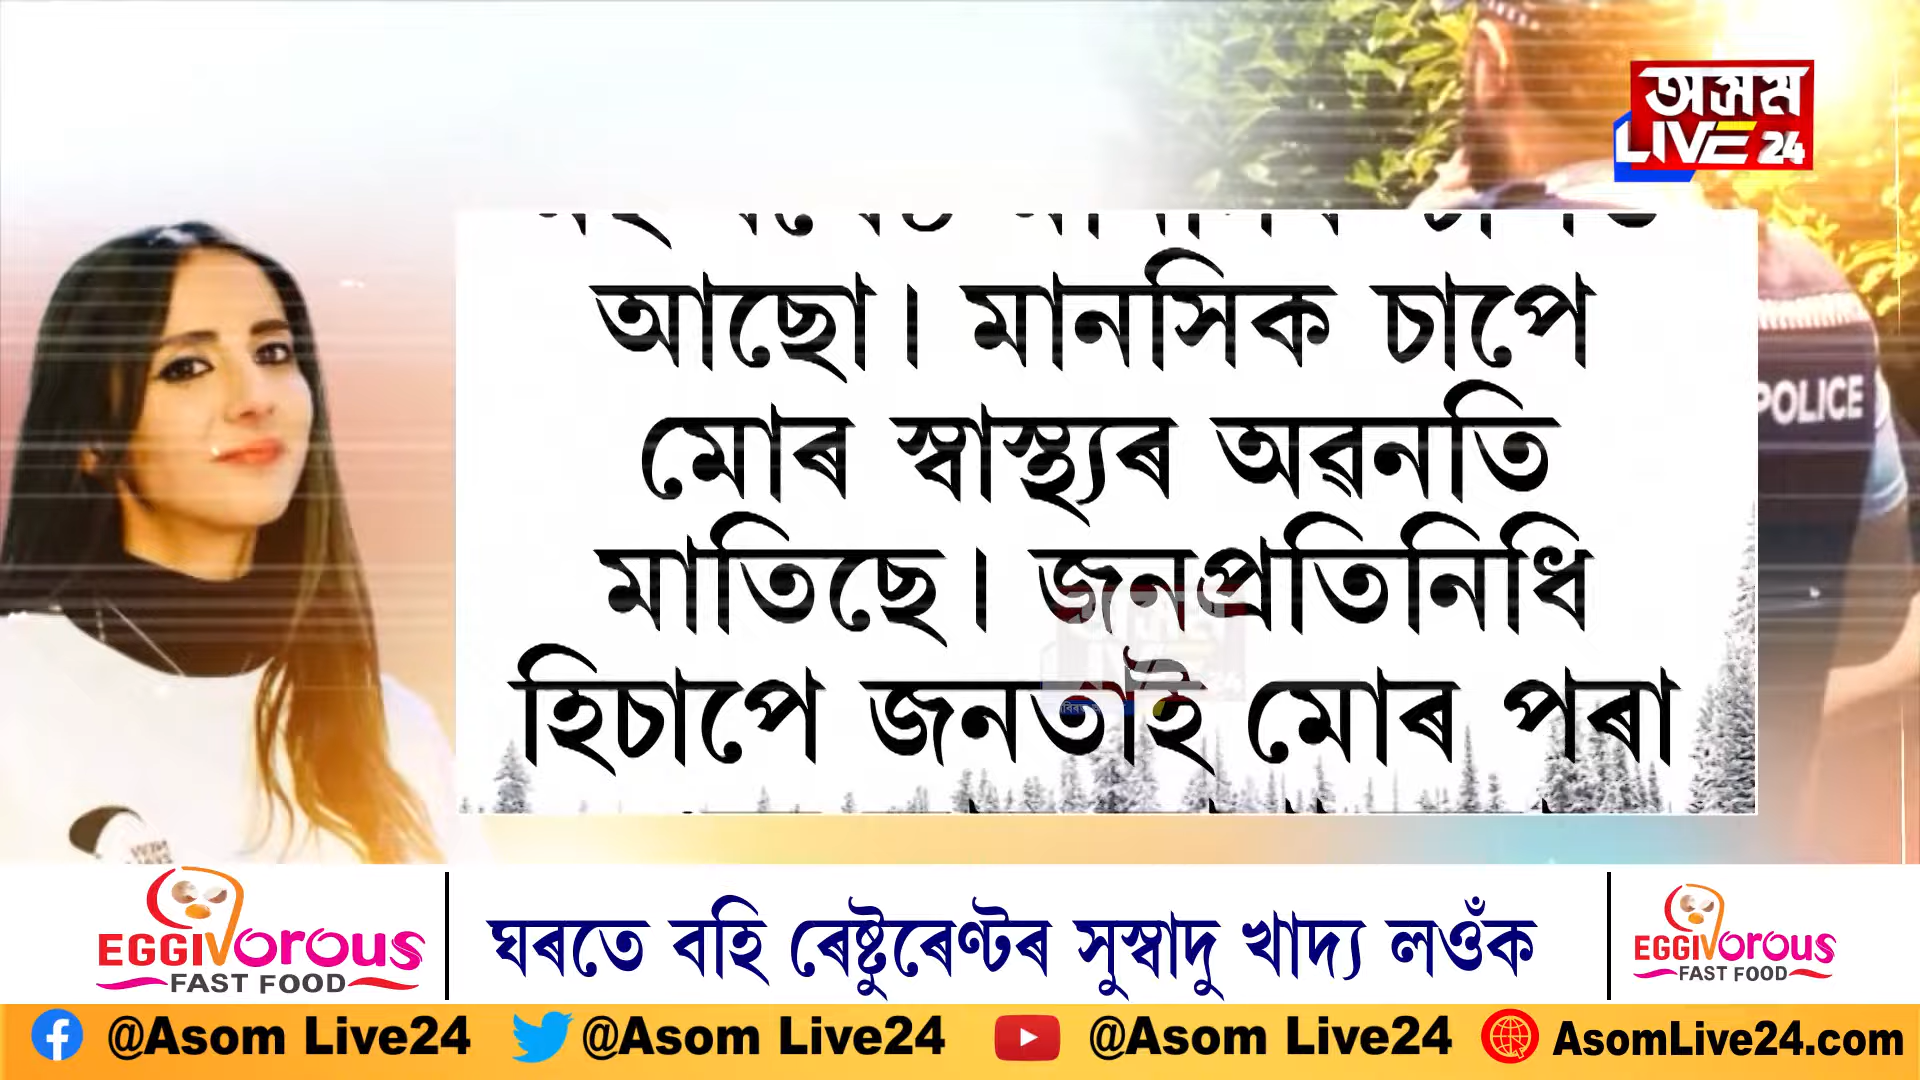 অসম
LIVE 24
আছো। মানসিক চাপে
মোৰ স্বাস্থ্যৰ অৱনতি
মাতিছে। জনপ্ৰতিনিধি
হিচাপে জনতাই মোৰ পৰা
POLICE
EGGIVOROUS
FAST FOOD
ঘৰতে বহি ৰেষ্টুৰেণ্টৰ সুস্বাদু খাদ্য লওঁক
EGGIVOROUS
FAST FOOD
@Asom Live24 @Asom Live24 @Asom Live24 AsomLive24.com